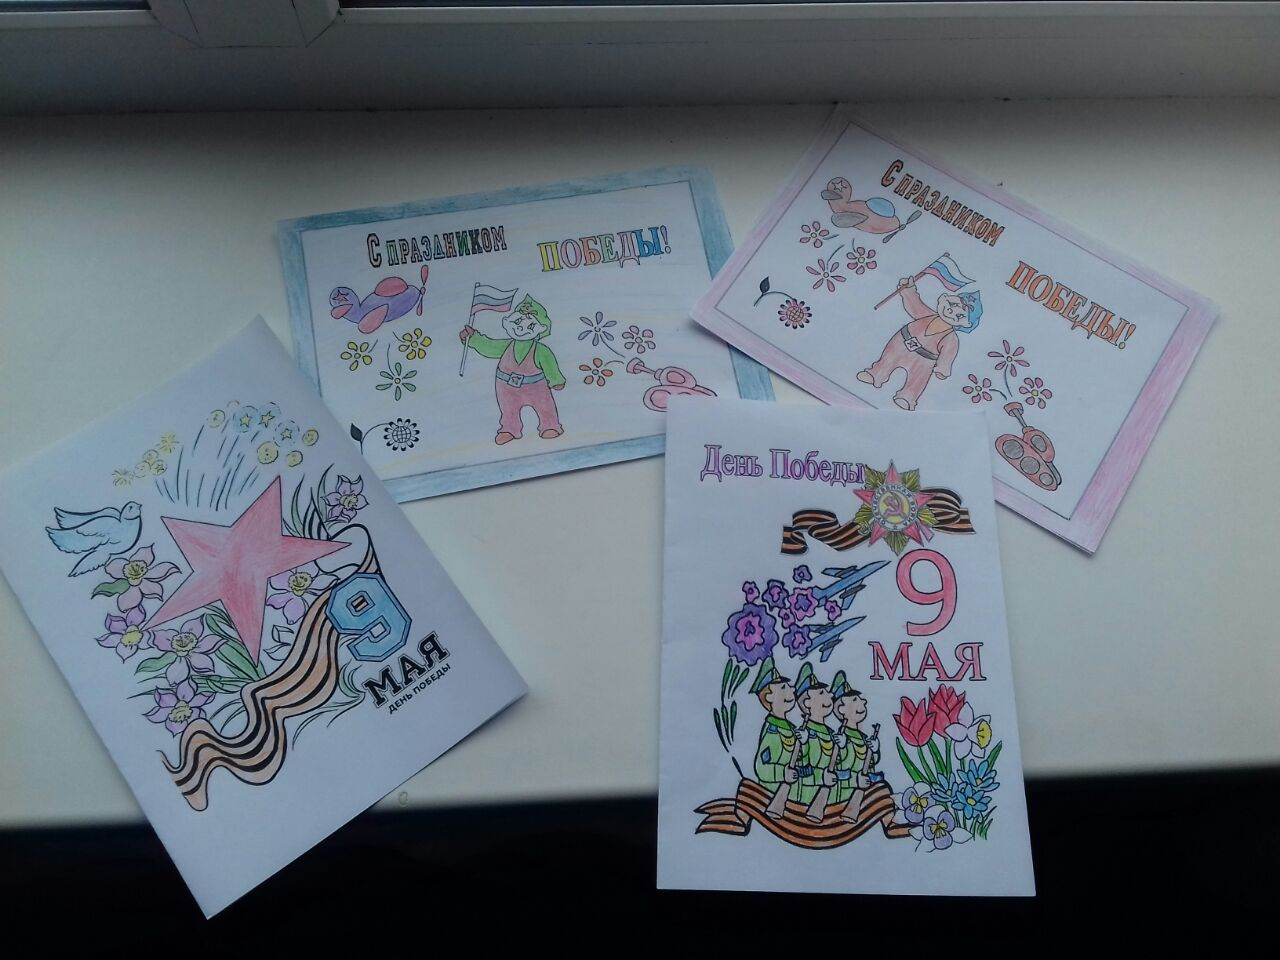 С ПРАЗДНИКОМ
ПОБЕДЫ!
С ПРАЗДНИКОМ
ПОБЕДЫ!
9
МАЯ
ДЕНЬ ПОБЕДЫ
День Победы
9
МАЯ